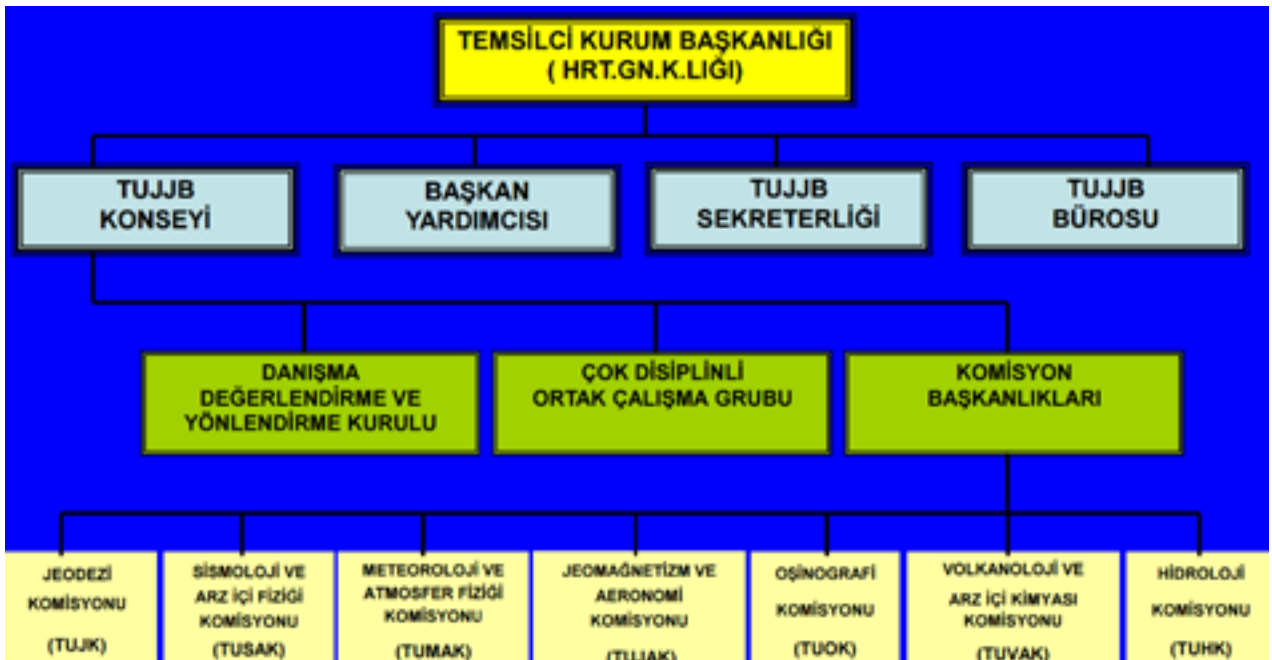 TEMSİLCİ KURUM BAŞKANLIĞI
( HRT.GN.K.LIĞI)
TUJJB
KONSEYİ
BAŞKAN
YARDIMCISI
TUJJB
SEKRETERLİĞİ
TUJJB
BÜROSU
DANIŞMA
DEĞERLENDİRME VE
YÖNLENDİRME KURULU
ÇOK DİSİPLİNLİ
ORTAK ÇALIŞMA GRUBU
KOMİSYON
BAŞKANLIKLARI
JEODEZİ
KOMİSYONU
(TUJK)
SİSMOLOJİ VE
ARZ İÇİ FİZİĞİ
KOMİSYONU
(TUSAK)
METEOROLOJİ VE
ATMOSFER FİZİĞİ
KOMİSYONU
(TUMAK)
JEOMAĞNETİZM VE
AERONOMİ
KOMİSYONU
(TUJAK)
OŞİNOGRAFİ
KOMİSYONU
(TUOK)
VOLKANOLOJİ VE
ARZ İÇİ KİMYASI
KOMİSYONU
(TUVAK)
HİDROLOJİ
KOMİSYONU
(TUHK)